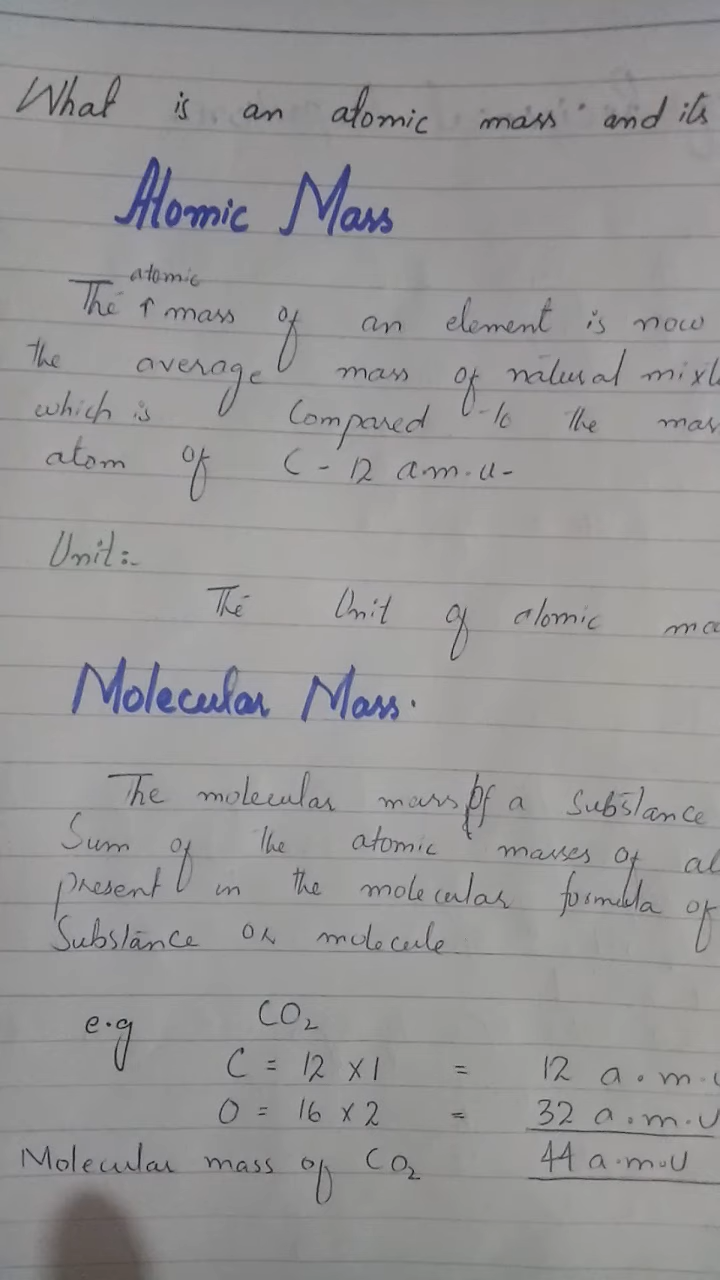 What is an atomic mass and its
Atomic Mass
atomic
The ↑ mass of an element is now
the average mass of natural mixt
which is compared to the mas
atom of C-12 a.m.u-
Unit:-
The Unit of atomic ma
Molecular Mass.
The molecular mass of a Substance
Sum of the atomic masses of al
present in the molecular formula of
Substance or molecule
e.g CO₂
C = 12 x 1 = 12 a.m.u
O = 16 x 2 = 32 a.m.U
Molecular mass of CO₂ 44 a.m.U